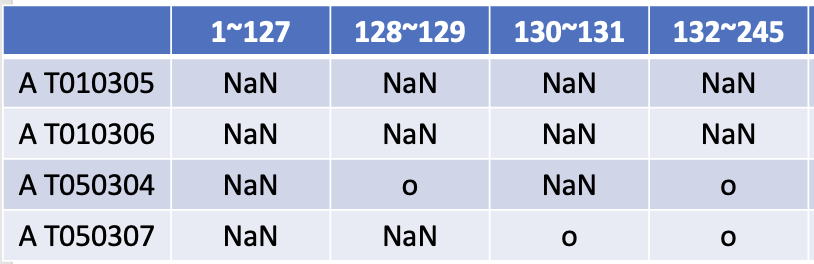 1~127 128~129 130~131 132~245
A T010305 NaN NaN NaN NaN
A T010306 NaN NaN NaN NaN
A T050304 NaN o NaN o
A T050307 NaN NaN o o